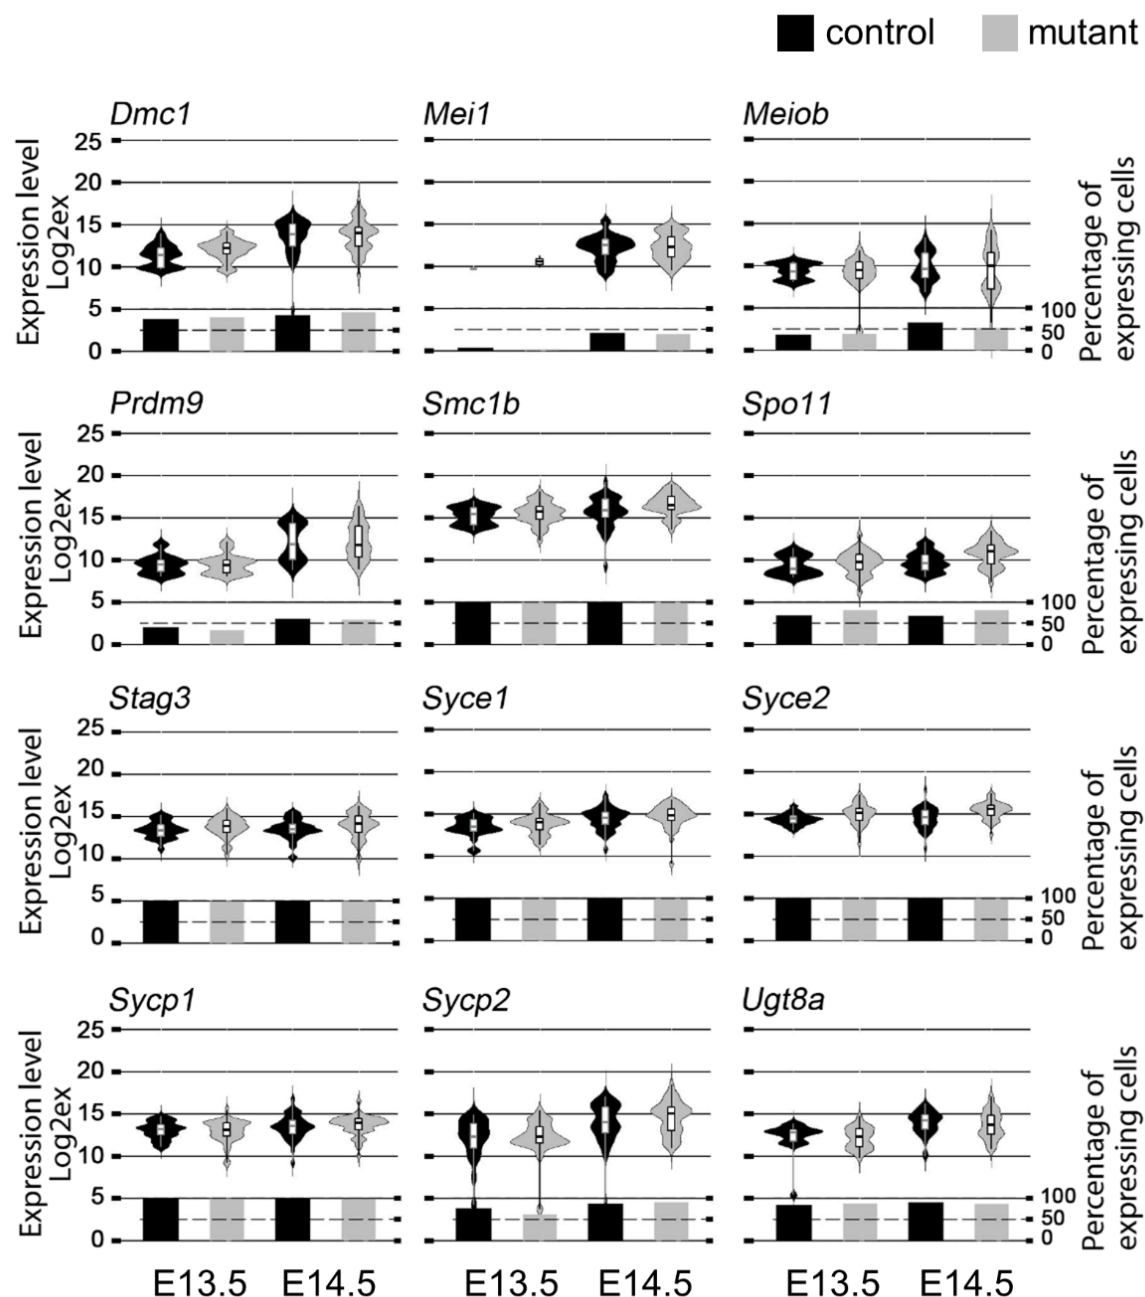 control mutant
Dmc1 Mei1 Meiob
Expression level
Log2ex
25
20
15
10
5
0
100
50
0
Percentage of
expressing cells
Prdm9 Smc1b Spo11
Expression level
Log2ex
25
20
15
10
5
0
100
50
0
Percentage of
expressing cells
Stag3 Syce1 Syce2
Expression level
Log2ex
25
20
15
10
5
0
100
50
0
Percentage of
expressing cells
Sycp1 Sycp2 Ugt8a
Expression level
Log2ex
25
20
15
10
5
0
100
50
0
Percentage of
expressing cells
E13.5 E14.5 E13.5 E14.5 E13.5 E14.5